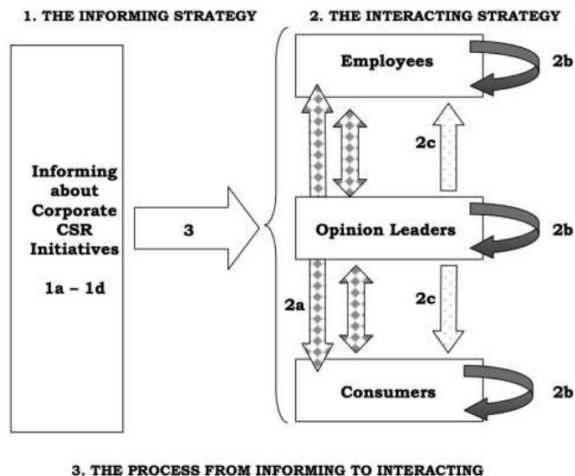 1. THE INFORMING STRATEGY
2. THE INTERACTING STRATEGY
Informing
about
Corporate
CSR
Initiatives
1a – 1d
3
Employees
2b
2c
Opinion Leaders
2b
2a
2c
Consumers
2b
3. THE PROCESS FROM INFORMING TO INTERACTING